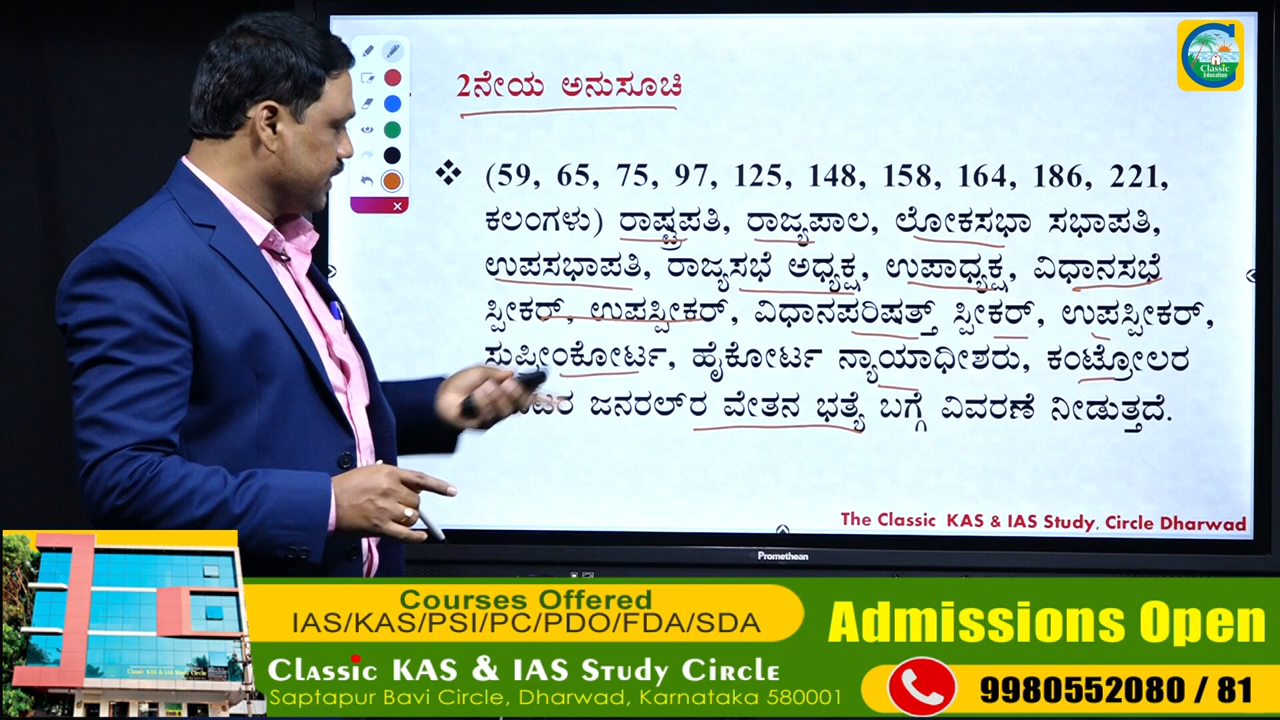 2ನೇಯ ಅನುಸೂಚಿ
Classic
Education
❖ (59, 65, 75, 97, 125, 148, 158, 164, 186, 221,
ಕಲಂಗಳು) ರಾಷ್ಟ್ರಪತಿ, ರಾಜ್ಯಪಾಲ, ಲೋಕಸಭಾ ಸಭಾಪತಿ,
ಉಪಸಭಾಪತಿ, ರಾಜ್ಯಸಭೆ ಅಧ್ಯಕ್ಷ, ಉಪಾಧ್ಯಕ್ಷ, ವಿಧಾನಸಭೆ
ಸ್ಪೀಕರ್, ಉಪಸ್ಪೀಕರ್, ವಿಧಾನಪರಿಷತ್ತ್ ಸ್ಪೀಕರ್, ಉಪಸ್ಪೀಕರ್,
ಸುಪ್ರೀಂಕೋರ್ಟ, ಹೈಕೋರ್ಟ ನ್ಯಾಯಾಧೀಶರು, ಕಂಟ್ರೋಲರ
ಜನರಲ್‌ರ ವೇತನ ಭತ್ಯೆ ಬಗ್ಗೆ ವಿವರಣೆ ನೀಡುತ್ತದೆ.
The Classic KAS & IAS Study, Circle Dharwad
Promethean
Courses Offered
IAS/KAS/PSI/PC/PDO/FDA/SDA
Admissions Open
Classic KAS & IAS Study Circle
Saptapur Bavi Circle, Dharwad, Karnataka 580001
9980552080 / 81